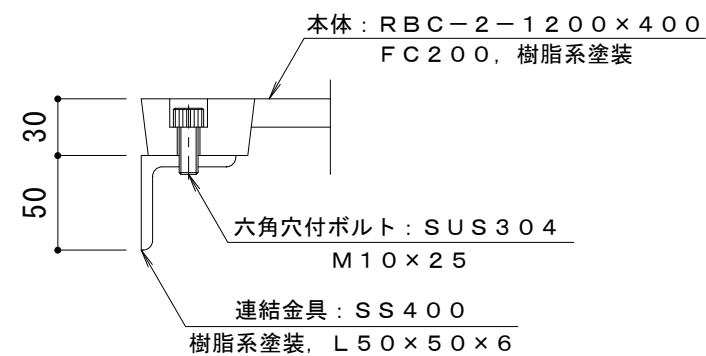 本体：ＲＢＣ－２－１２００×４００
ＦＣ２００，樹脂系塗装
30
50
六角穴付ボルト：ＳＵＳ３０４
Ｍ１０×２５
連結金具：ＳＳ４００
樹脂系塗装，Ｌ５０×５０×６